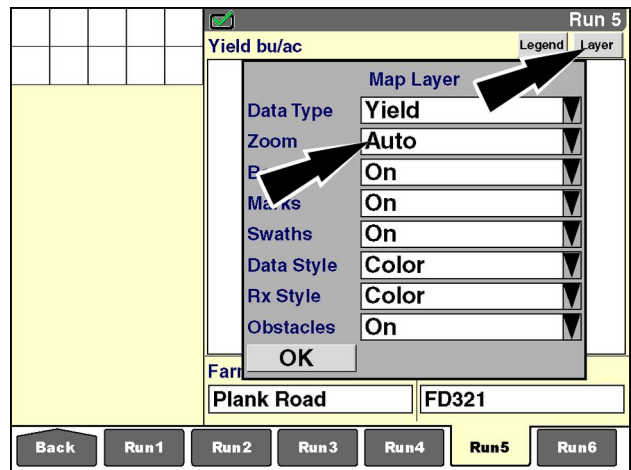 Run 5
Yield bu/ac Legend Layer
Map Layer
Data Type Yield
Zoom Auto
On
Marks On
Swaths On
Data Style Color
Rx Style Color
Obstacles On
OK
Plank Road FD321
Back Run1 Run2 Run3 Run4 Run5 Run6